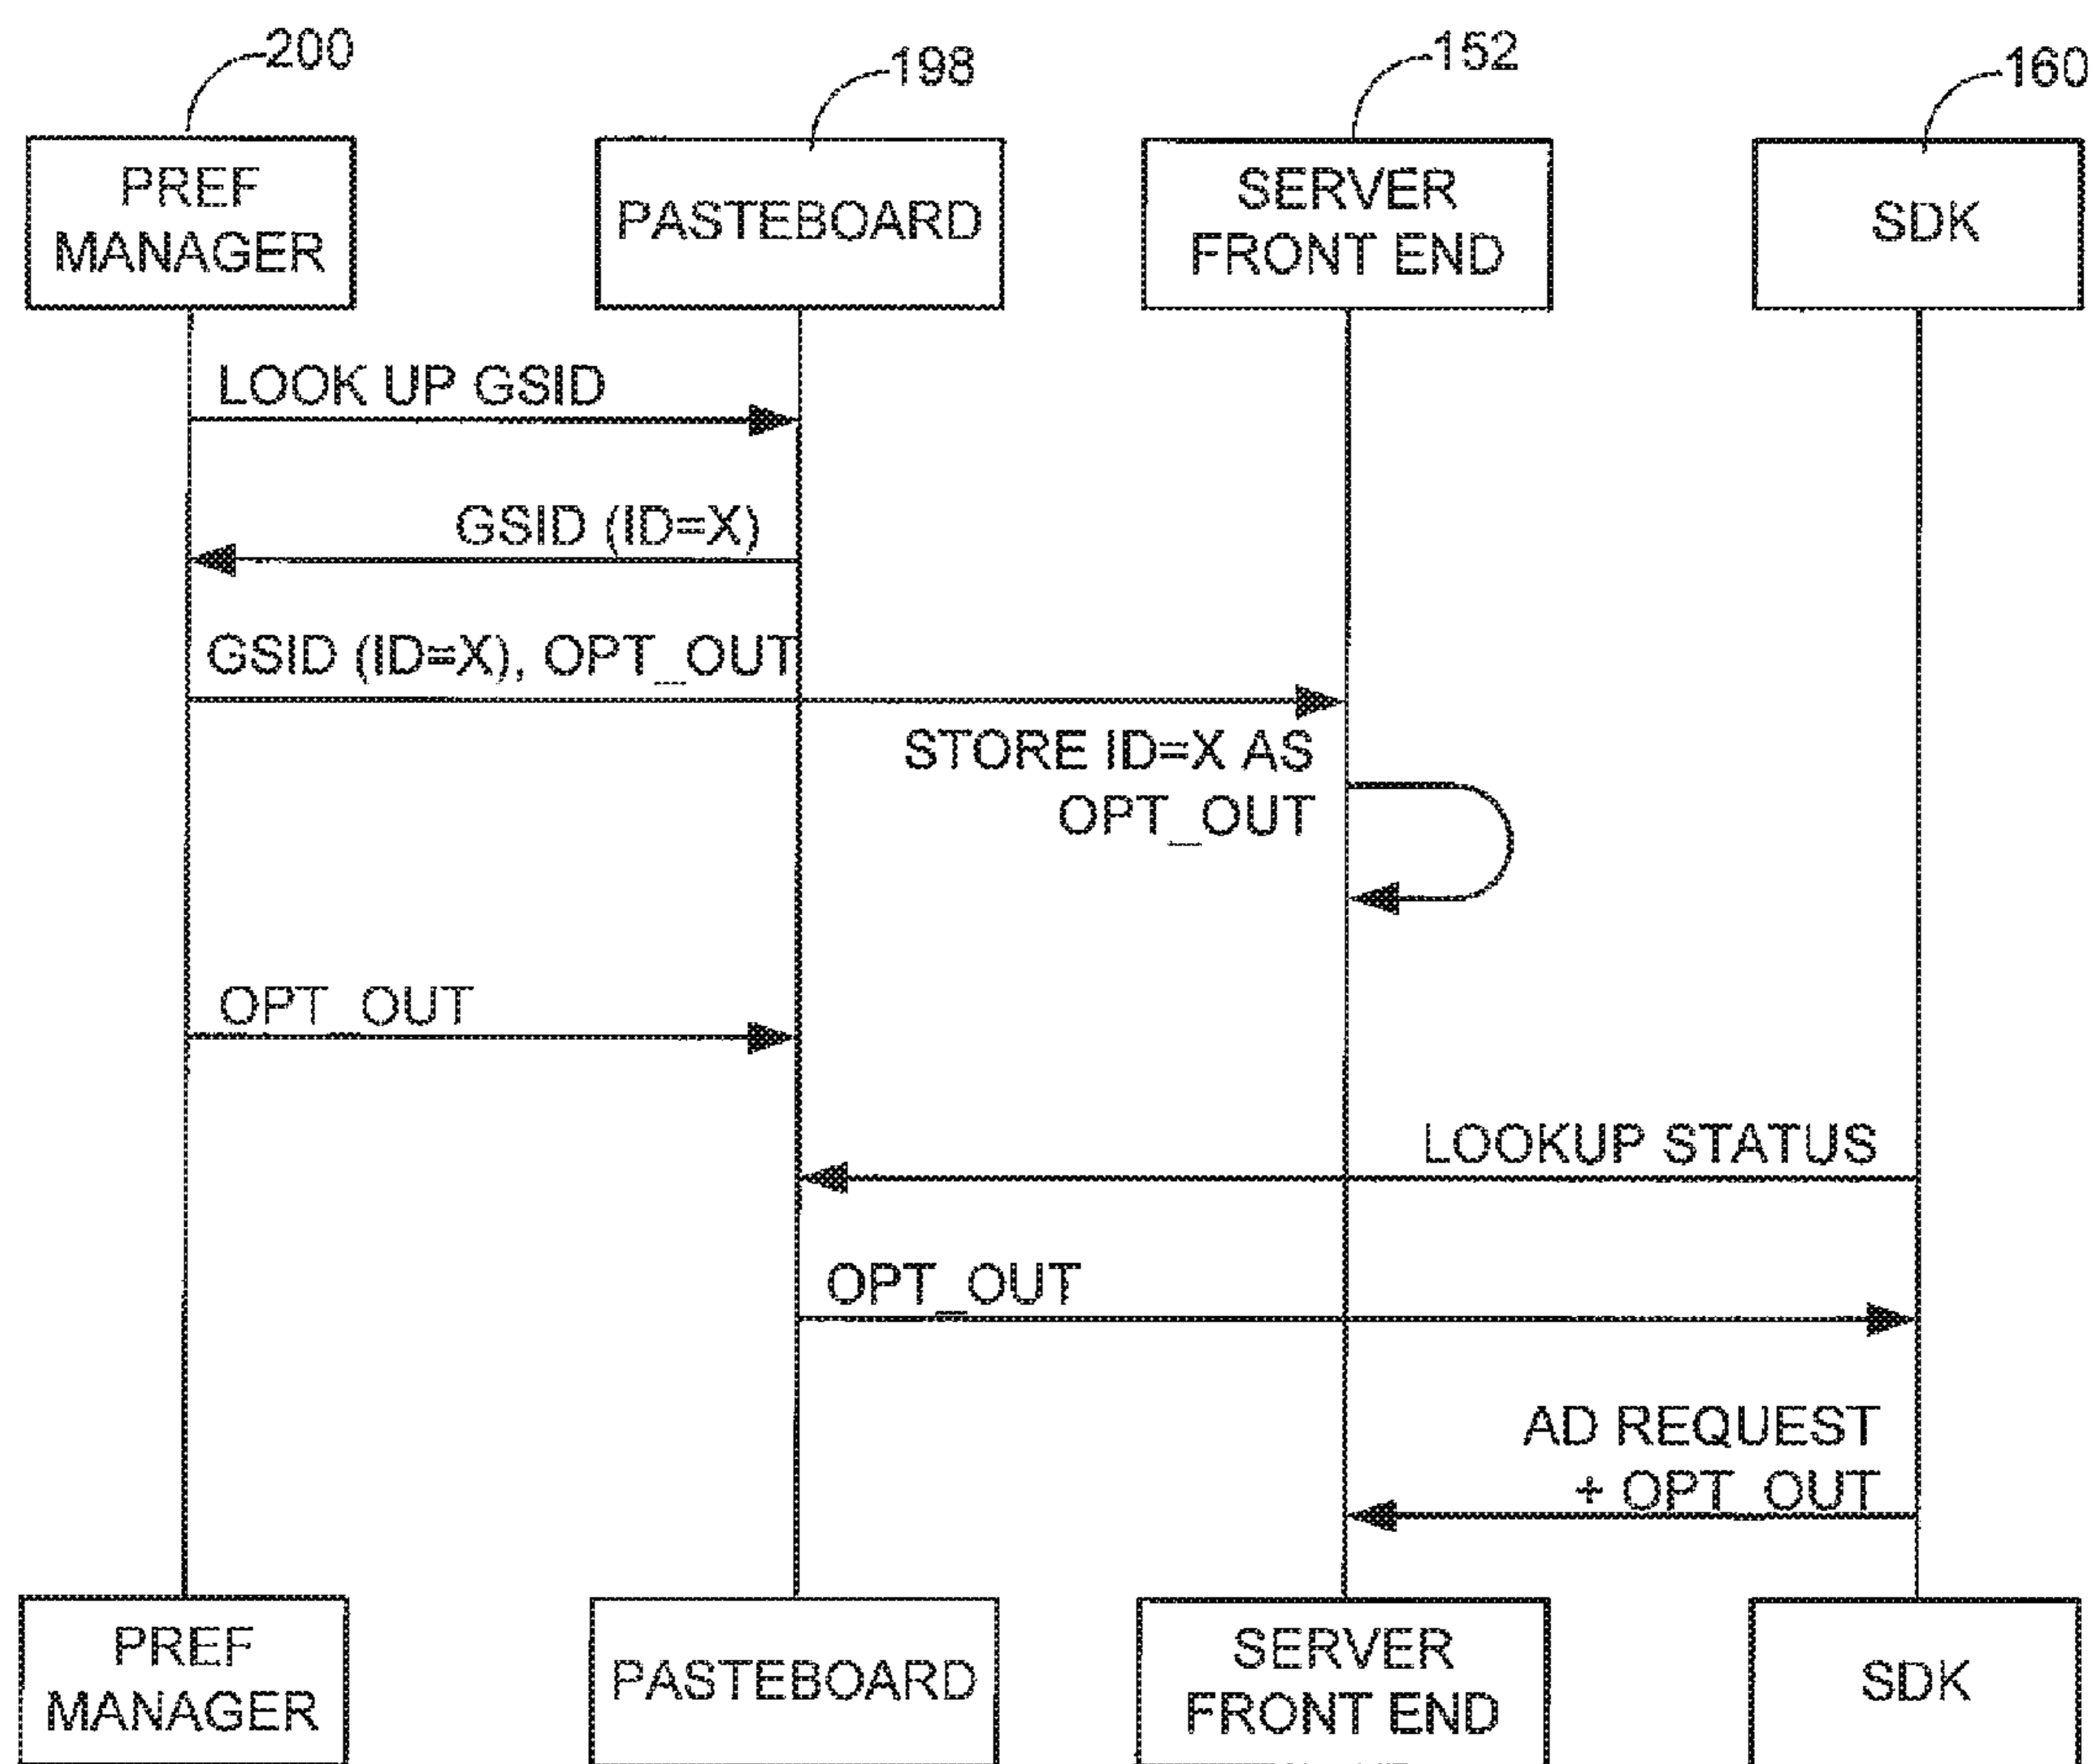 200
198
152
160
PREF
MANAGER
PASTEBOARD
SERVER
FRONT END
SDK
LOOK UP GSID
GSID (ID=X)
GSID (ID=X), OPT_OUT
STORE ID=X AS
OPT_OUT
OPT_OUT
LOOKUP STATUS
OPT_OUT
AD REQUEST
+ OPT_OUT
PREF
MANAGER
PASTEBOARD
SERVER
FRONT END
SDK